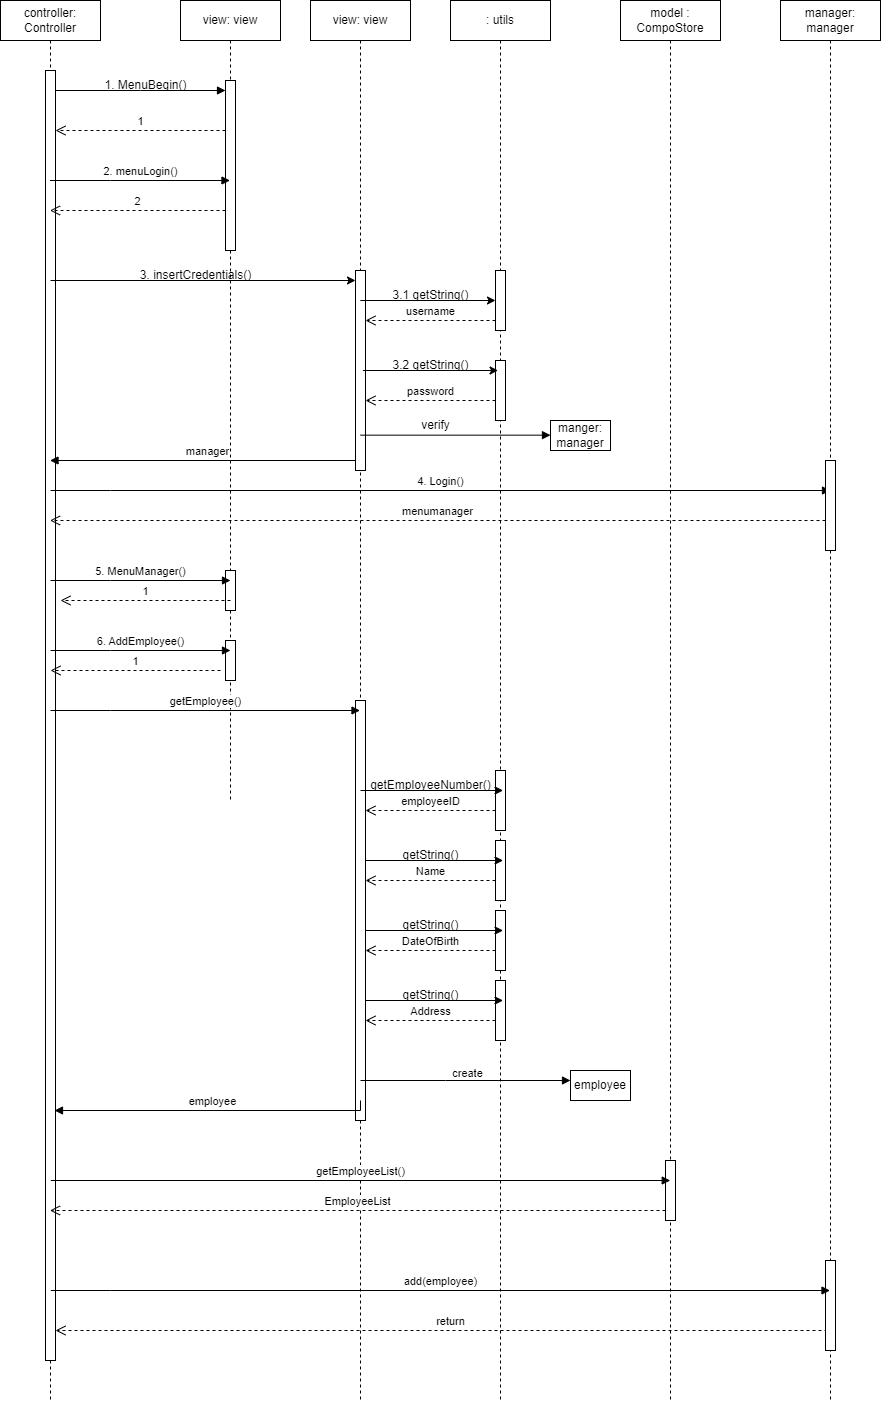 controller:
Controller
view: view
view: view
: utils
model :
CompoStore
manager:
manager
1. MenuBegin()
1
2. menuLogin()
2
3. insertCredentials()
3.1 getString()
username
3.2 getString()
password
verify
manger:
manager
manager
4. Login()
menumanager
5. MenuManager()
1
6. AddEmployee()
1
getEmployee()
getEmployeeNumber()
employeeID
getString()
Name
getString()
DateOfBirth
getString()
Address
create
employee
employee
getEmployeeList()
EmployeeList
add(employee)
return